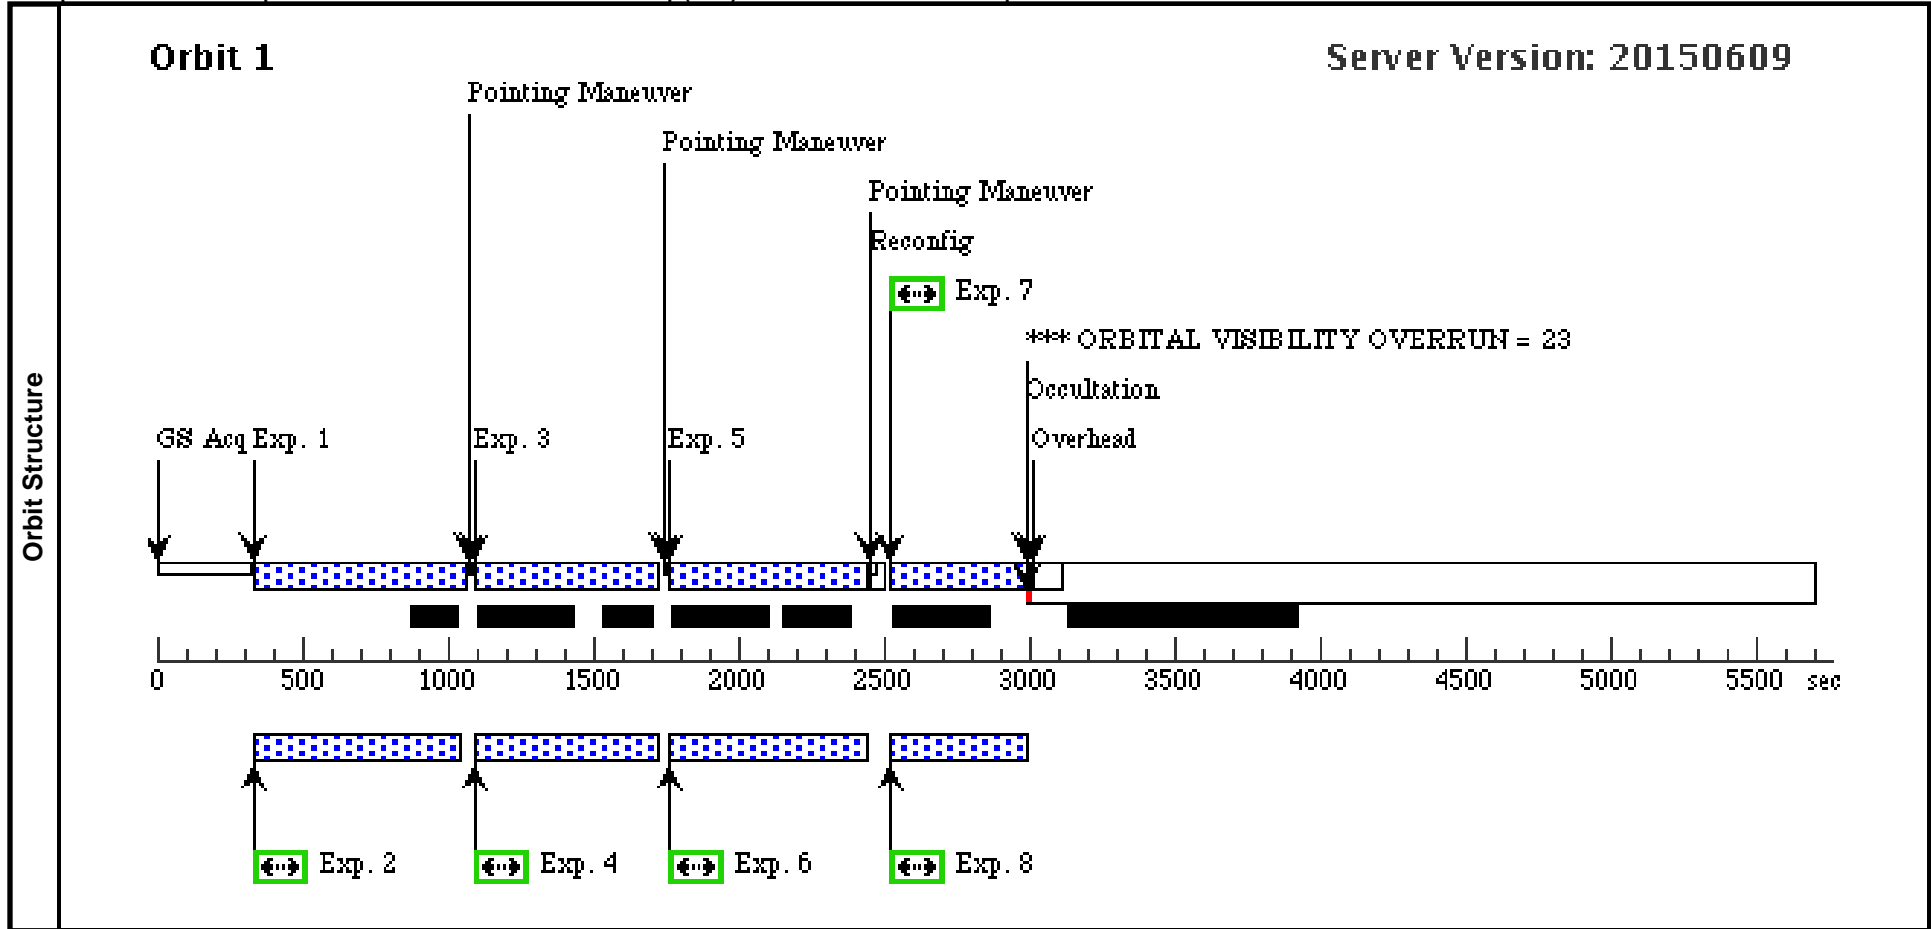 Orbit Structure
Orbit 1
Server Version: 20150609
Pointing Maneuver
Pointing Maneuver
Pointing Maneuver
Reconfig
Exp. 7
*** ORBITAL VISIBILITY OVERRUN = 23
Occultation
GS Acq Exp. 1
Exp. 3
Exp. 5
Overhead
0 500 1000 1500 2000 2500 3000 3500 4000 4500 5000 5500 sec
Exp. 2
Exp. 4
Exp. 6
Exp. 8